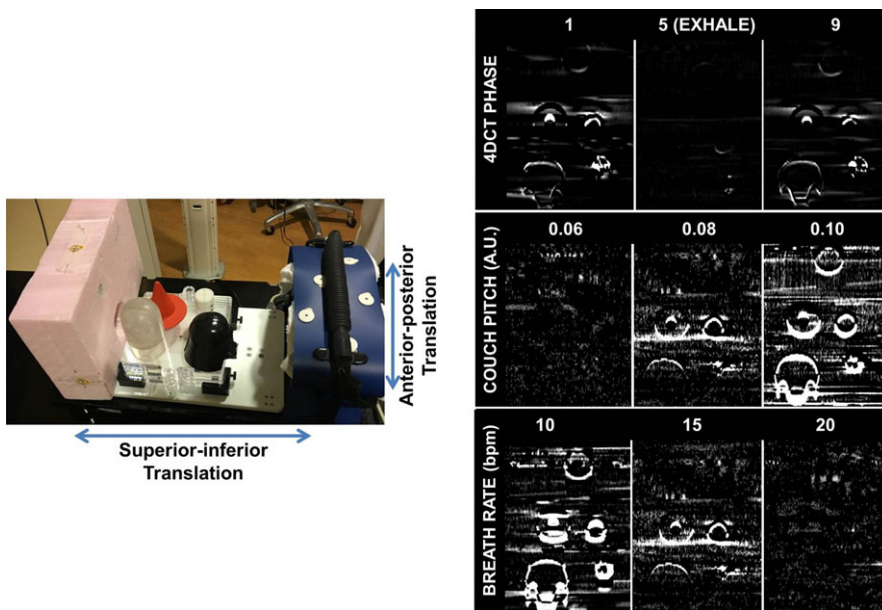 Superior-inferior
Translation
Anterior-posterior
Translation
4DCT PHASE
1 5 (EXHALE) 9
COUCH PITCH (A.U.)
0.06 0.08 0.10
BREATH RATE (bpm)
10 15 20